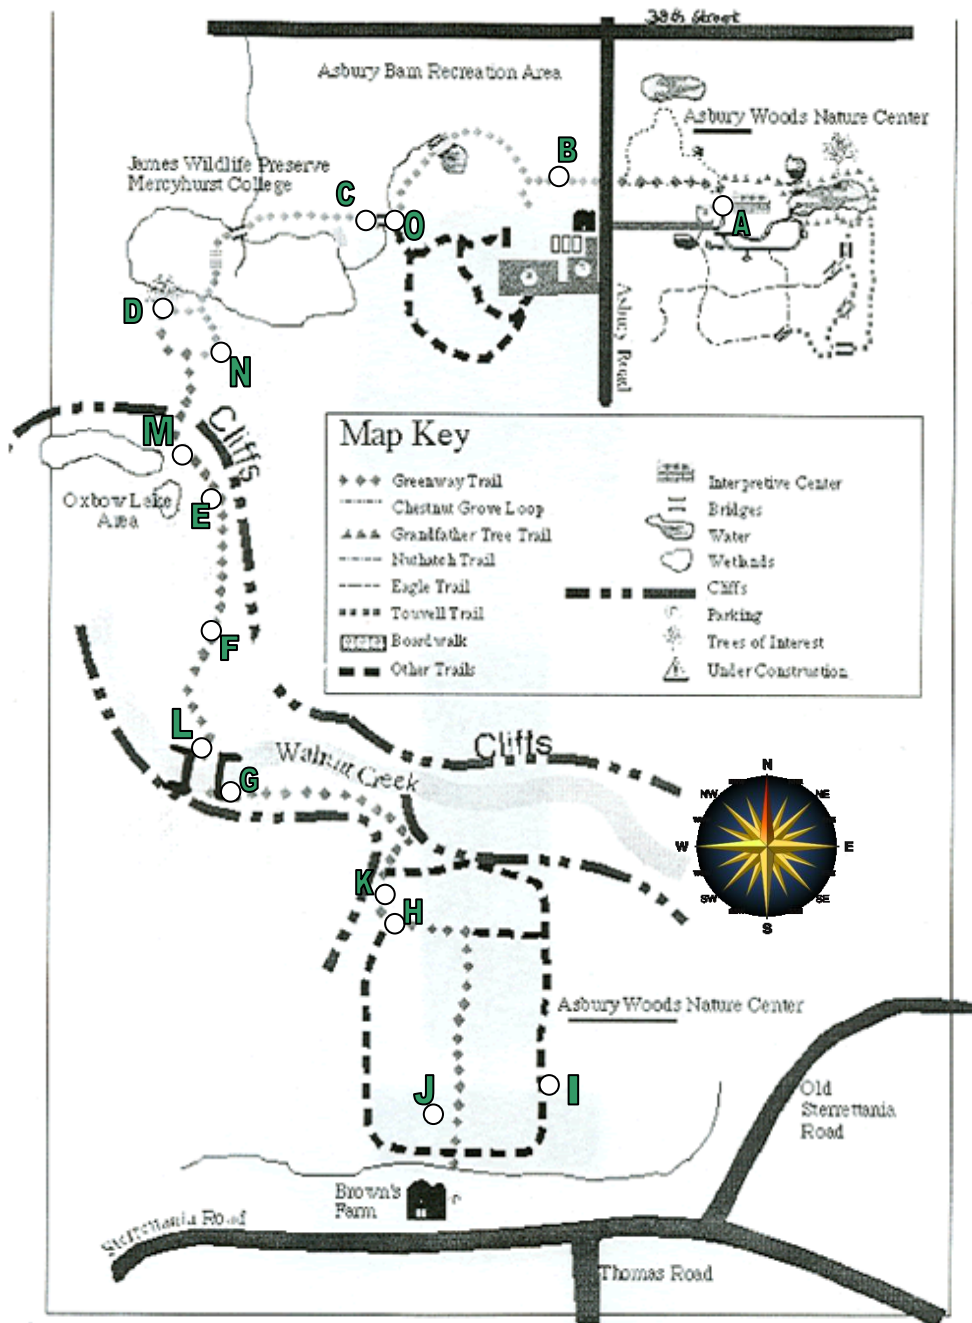 38th Street
Asbury Barn Recreation Area
Asbury Woods Nature Center
B
James Wildlife Preserve
Mercyhurst College
C
O
A
D
N
Asbury Road
M
Cliffs
Oxbow Lake
Area
E
Map Key
Greenway Trail
Chestnut Grove Loop
Grandfather Tree Trail
Nuthatch Trail
Eagle Trail
Touvell Trail
Boardwalk
Other Trails
Interpretive Center
Bridges
Water
Wetlands
Cliffs
Parking
Trees of Interest
Under Construction
F
L
Walnut Creek
Cliffs
G
N
NW
NE
W
E
SW
SE
S
K
H
Asbury Woods Nature Center
J
I
Old
Sterrettania
Road
Brown's
Farm
Sterrettania Road
Thomas Road